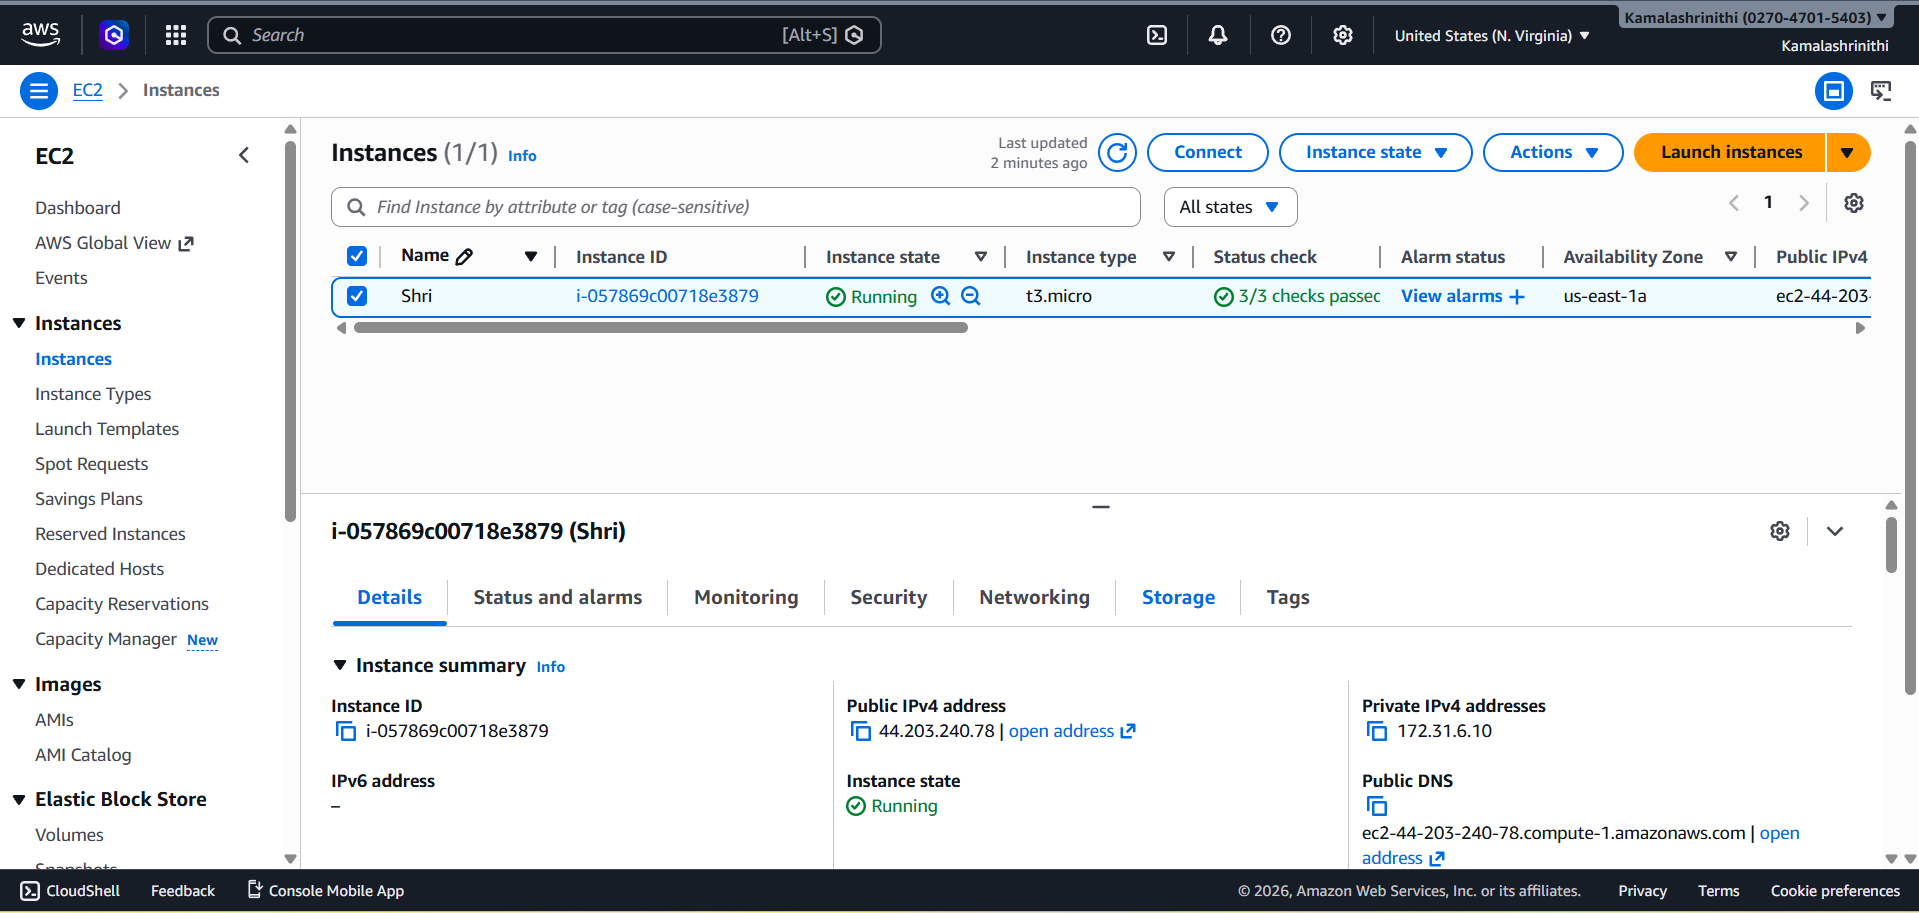 aws
Search [Alt+S]
United States (N. Virginia)
Kamalashrinithi (0270-4701-5403)
Kamalashrinithi
EC2 Instances
EC2
Dashboard
AWS Global View
Events
Instances
Instances
Instance Types
Launch Templates
Spot Requests
Savings Plans
Reserved Instances
Dedicated Hosts
Capacity Reservations
Capacity Manager New
Images
AMIs
AMI Catalog
Elastic Block Store
Volumes
Snapshots
Instances (1/1) Info
Last updated
2 minutes ago
Connect
Instance state
Actions
Launch instances
Find Instance by attribute or tag (case-sensitive)
All states
1
Name Instance ID Instance state Instance type Status check Alarm status Availability Zone Public IPv4
Shri i-057869c00718e3879 Running t3.micro 3/3 checks passed View alarms + us-east-1a ec2-44-203-
i-057869c00718e3879 (Shri)
Details Status and alarms Monitoring Security Networking Storage Tags
Instance summary Info
Instance ID
i-057869c00718e3879
Public IPv4 address
44.203.240.78 | open address
Private IPv4 addresses
172.31.6.10
IPv6 address
–
Instance state
Running
Public DNS
ec2-44-203-240-78.compute-1.amazonaws.com | open
address
CloudShell Feedback Console Mobile App
© 2026, Amazon Web Services, Inc. or its affiliates. Privacy Terms Cookie preferences